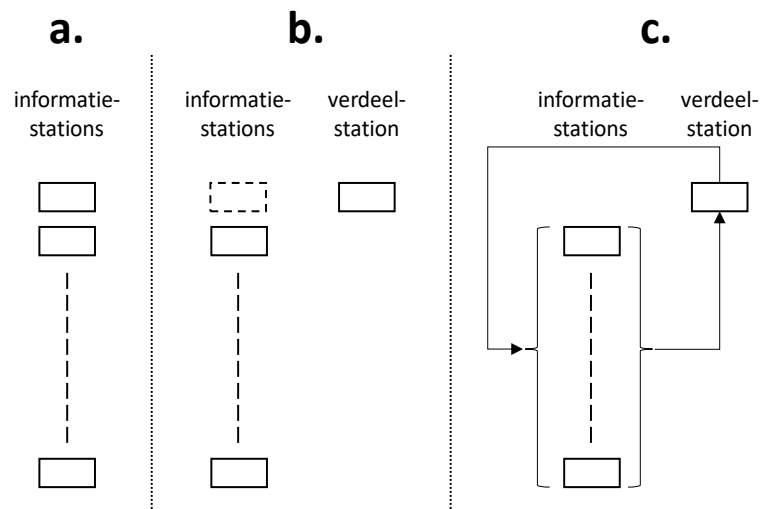 a.
b.
c.
informatie-
stations
informatie-
stations
verdeel-
station
informatie-
stations
verdeel-
station